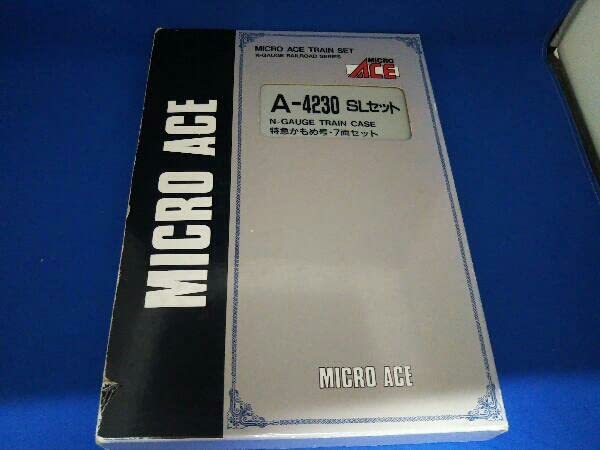 MICRO ACE TRAIN SET
N-GAUGE RAILROAD SERIES
MICRO
ACE
A-4230 SLセット
N-GAUGE TRAIN CASE
特急かもめ号・7両セット
MICRO ACE
MICRO ACE